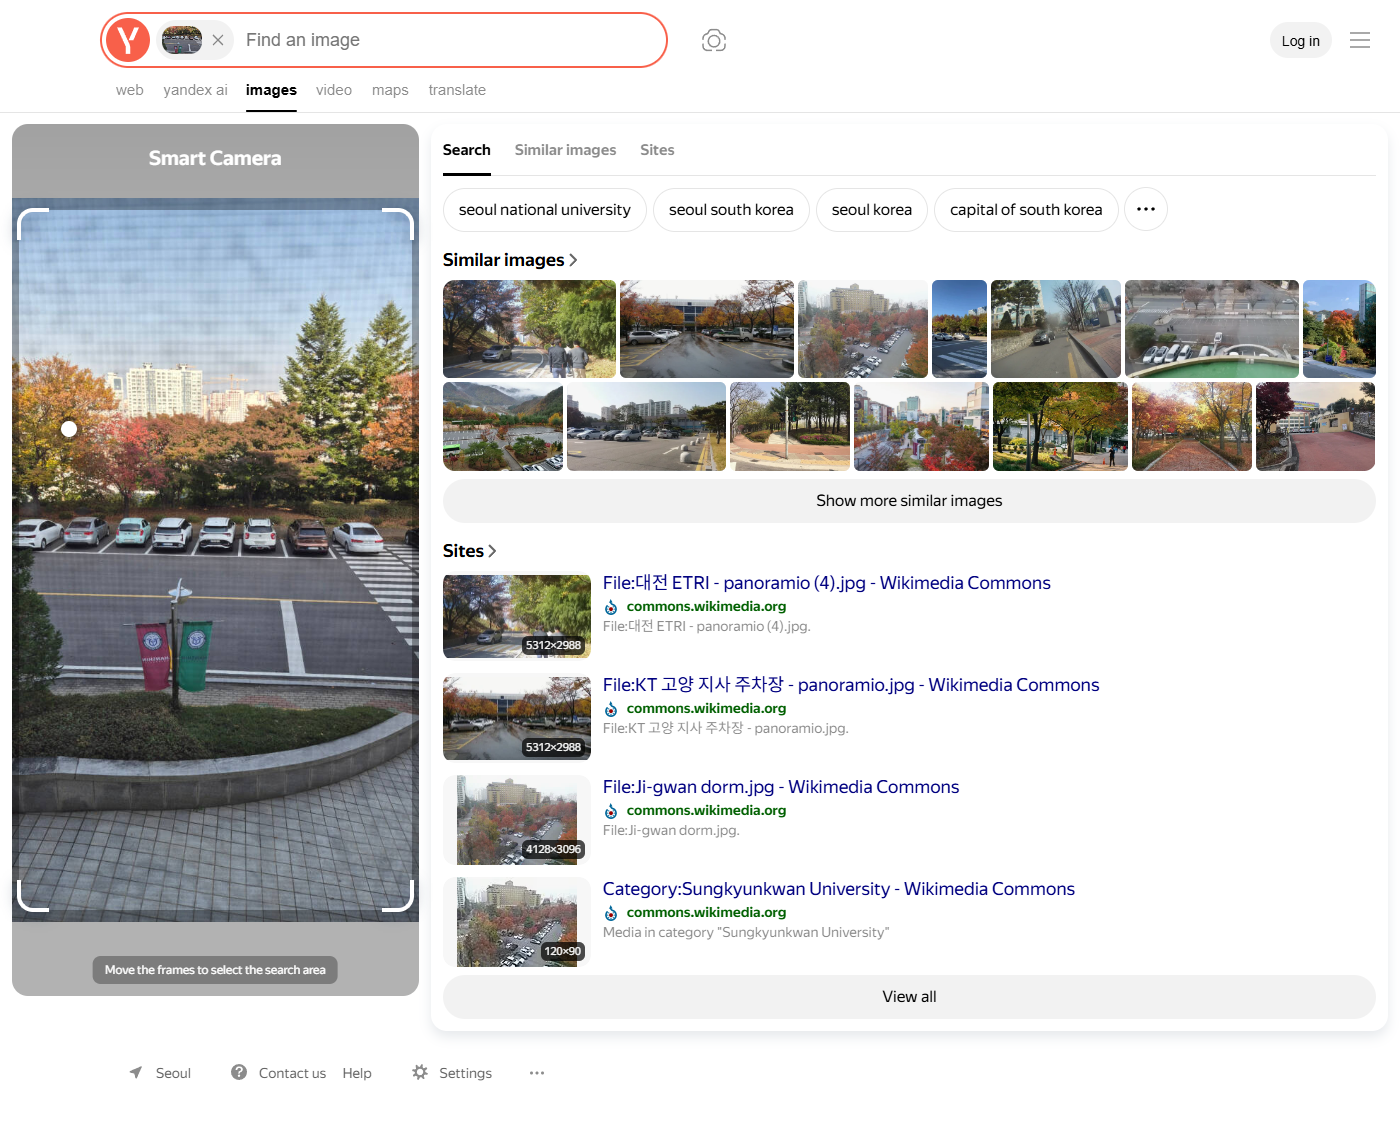 Y
Find an image
Log in
web
yandex ai
images
video
maps
translate
Smart Camera
Move the frames to select the search area
Search
Similar images
Sites
seoul national university
seoul south korea
seoul korea
capital of south korea
Similar images
Show more similar images
Sites
5312×2988
File:대전 ETRI - panoramio (4).jpg - Wikimedia Commons
commons.wikimedia.org
File:대전 ETRI - panoramio (4).jpg.
5312×2988
File:KT 고양 지사 주차장 - panoramio.jpg - Wikimedia Commons
commons.wikimedia.org
File:KT 고양 지사 주차장 - panoramio.jpg.
4128×3096
File:Ji-gwan dorm.jpg - Wikimedia Commons
commons.wikimedia.org
File:Ji-gwan dorm.jpg.
120×90
Category:Sungkyunkwan University - Wikimedia Commons
commons.wikimedia.org
Media in category "Sungkyunkwan University"
View all
Seoul
Contact us
Help
Settings